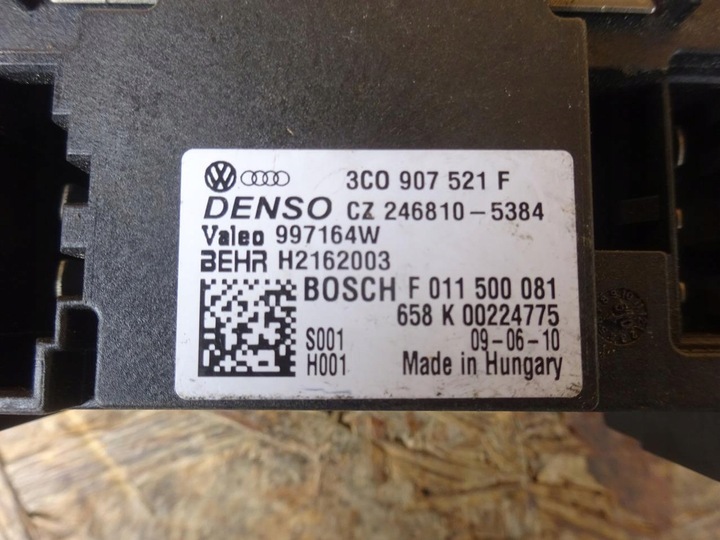 3C0 907 521 F
DENSO CZ 246810-5384
Valeo 997164W
BEHR H2162003
BOSCH F 011 500 081
658 K 00224775
S001 09-06-10
H001 Made in Hungary